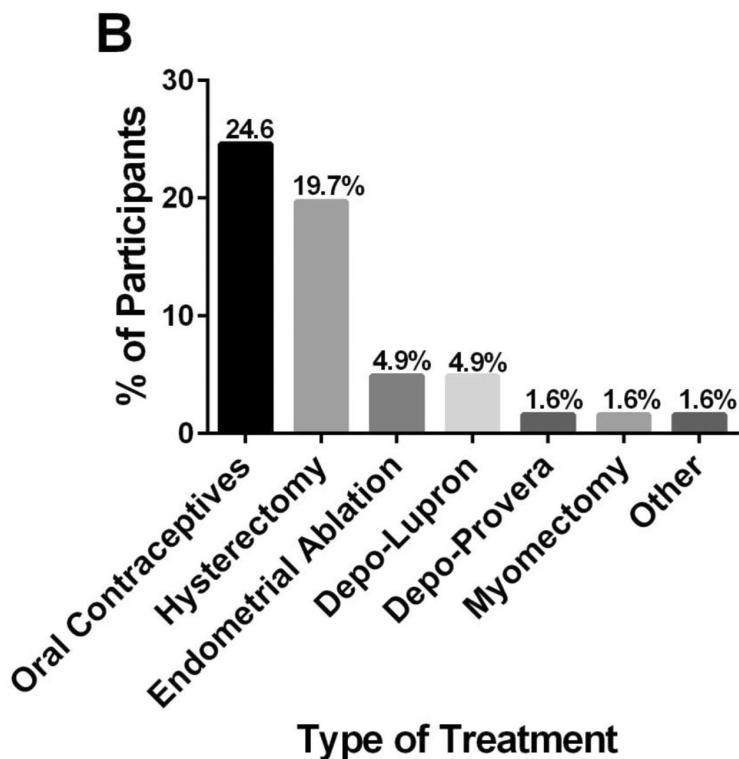 B
% of Participants
30
20
10
0
24.6
19.7%
4.9%
4.9%
1.6%
1.6%
1.6%
Oral Contraceptives
Hysterectomy
Endometrial Ablation
Depo-Lupron
Depo-Provera
Myomectomy
Other
Type of Treatment